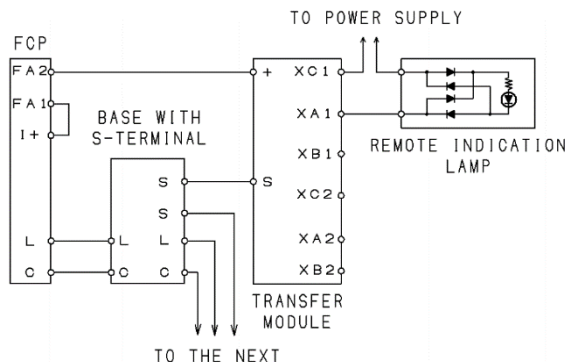 TO POWER SUPPLY
FCP
FA2
+
XC1
FA1
XA1
I+
BASE WITH
S-TERMINAL
XB1
REMOTE INDICATION
LAMP
S
S
XC2
S
L
L
L
XA2
C
C
C
XB2
TRANSFER
MODULE
TO THE NEXT